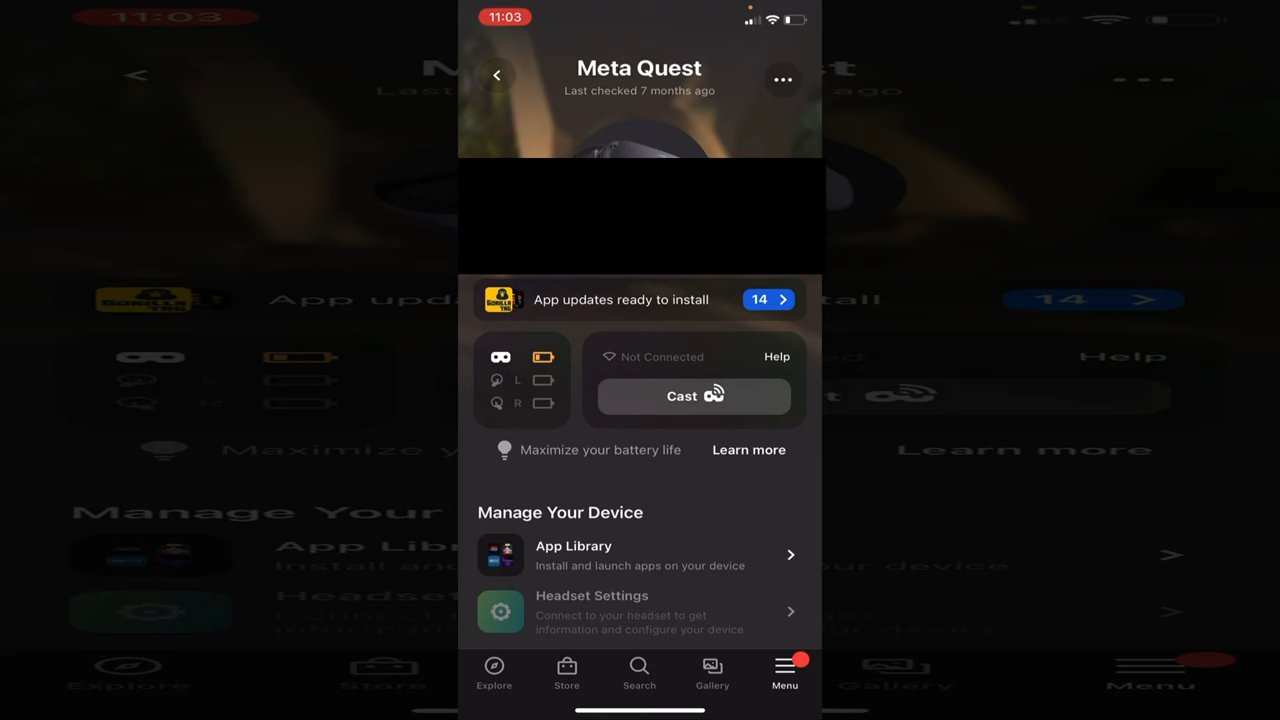 11:03
Meta Quest
Last checked 7 months ago
GORILLA TAG
App updates ready to install
14
Not Connected
Help
L
Cast
R
Maximize your battery life
Learn more
Manage Your Device
App Library
Install and launch apps on your device
Headset Settings
Connect to your headset to get
information and configure your device
Explore
Store
Search
Gallery
Menu